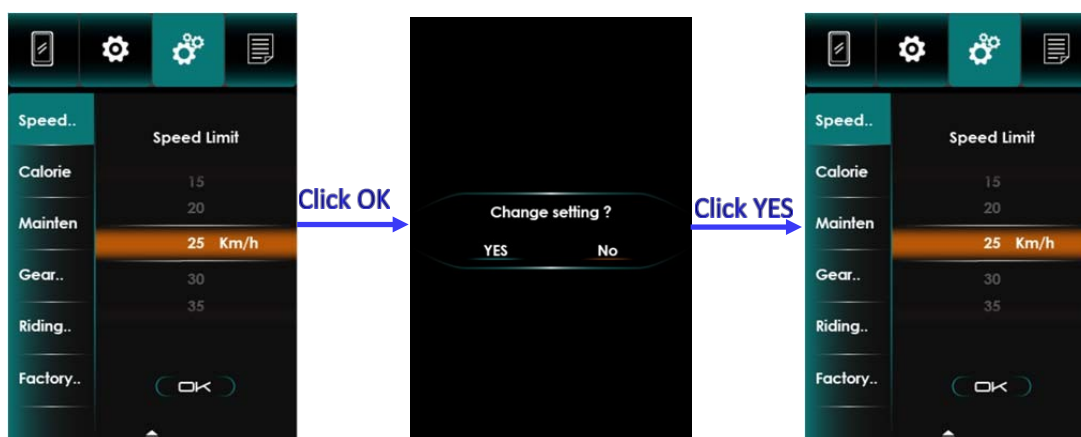 Speed..
Calorie
Mainten
Gear..
Riding..
Factory..
Speed Limit
15
20
25 Km/h
30
35
OK
Click OK
Change setting ?
YES No
Click YES
Speed..
Calorie
Mainten
Gear..
Riding..
Factory..
Speed Limit
15
20
25 Km/h
30
35
OK